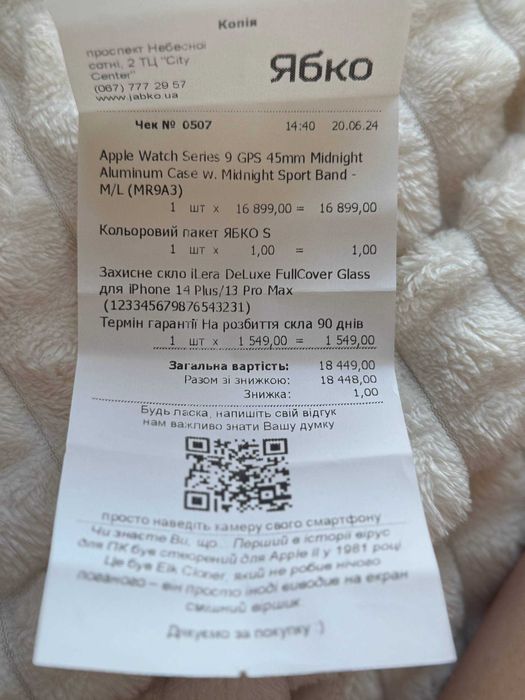 Копія
проспект Небесної
сотні, 2 ТЦ "City
Center"
(067) 777 29 57
www.jabko.ua
Ябко
Чек № 0507 14:40 20.06.24
Apple Watch Series 9 GPS 45mm Midnight
Aluminum Case w. Midnight Sport Band -
M/L (MR9A3)
1 шт x 16 899,00 = 16 899,00
Кольоровий пакет ЯБКО S
1 шт x 1,00 = 1,00
Захисне скло iLera DeLuxe FullCover Glass
для iPhone 14 Plus/13 Pro Max
(123345679876543231)
Термін гарантії На розбиття скла 90 днів
1 шт x 1 549,00 = 1 549,00
Загальна вартість: 18 449,00
Разом зі знижкою: 18 448,00
Знижка: 1,00
Будь ласка, напишіть свій відгук
нам важливо знати Вашу думку
просто наведіть камеру свого смартфону
Чи знаєте Ви, що... Перший в історії вірус
для ПК був створений для Apple II у 1981 році
Це був Elk Cloner, який не робив нічого
поганого – він просто іноді виводив на екран
смішний віршик
Дякуємо за покупку :)